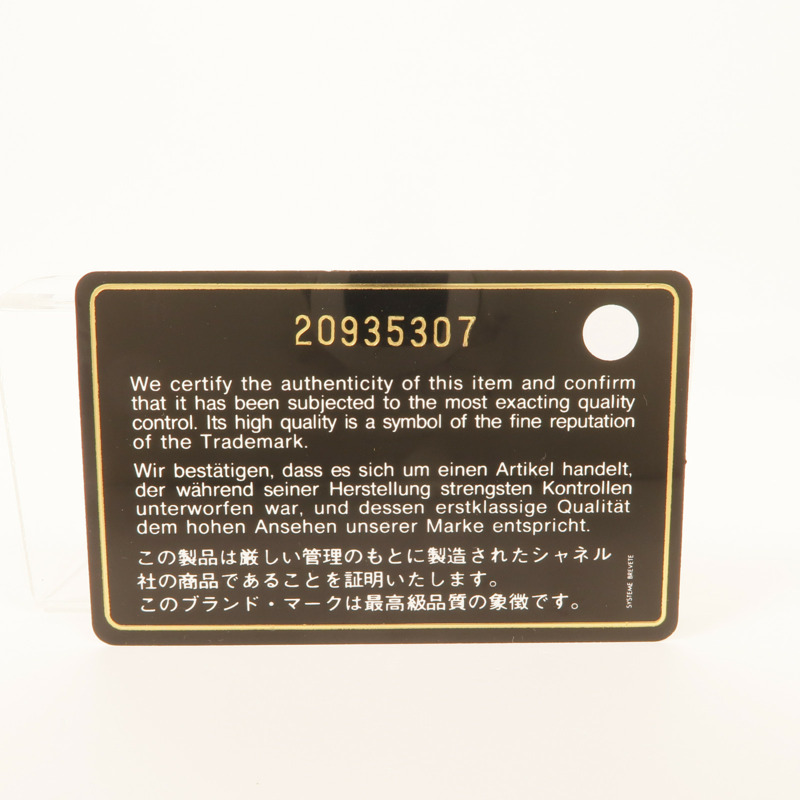 20935307
We certify the authenticity of this item and confirm
that it has been subjected to the most exacting quality
control. Its high quality is a symbol of the fine reputation
of the Trademark.
Wir bestätigen, dass es sich um einen Artikel handelt,
der während seiner Herstellung strengsten Kontrollen
unterworfen war, und dessen erstklassige Qualität
dem hohen Ansehen unserer Marke entspricht.
この製品は厳しい管理のもとに製造されたシャネル
社の商品であることを証明いたします。
このブランド・マークは最高級品質の象徴です。
SYSTEME BREVETE